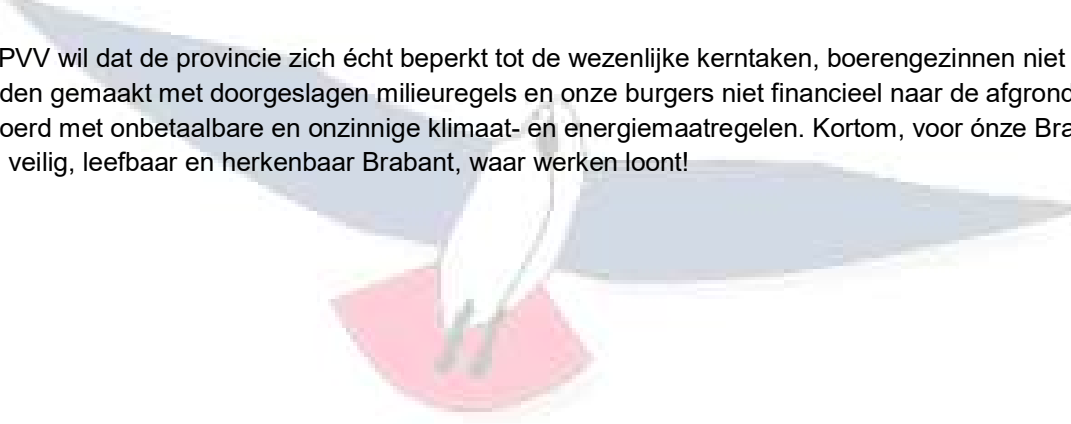 PVV wil dat de provincie zich écht beperkt tot de wezenlijke kerntaken, boerengezinnen niet
den gemaakt met doorgeslagen milieuregels en onze burgers niet financieel naar de afgrond
oerd met onbetaalbare en onzinnige klimaat- en energiemaatregelen. Kortom, voor ónze Bra
veilig, leefbaar en herkenbaar Brabant, waar werken loont!